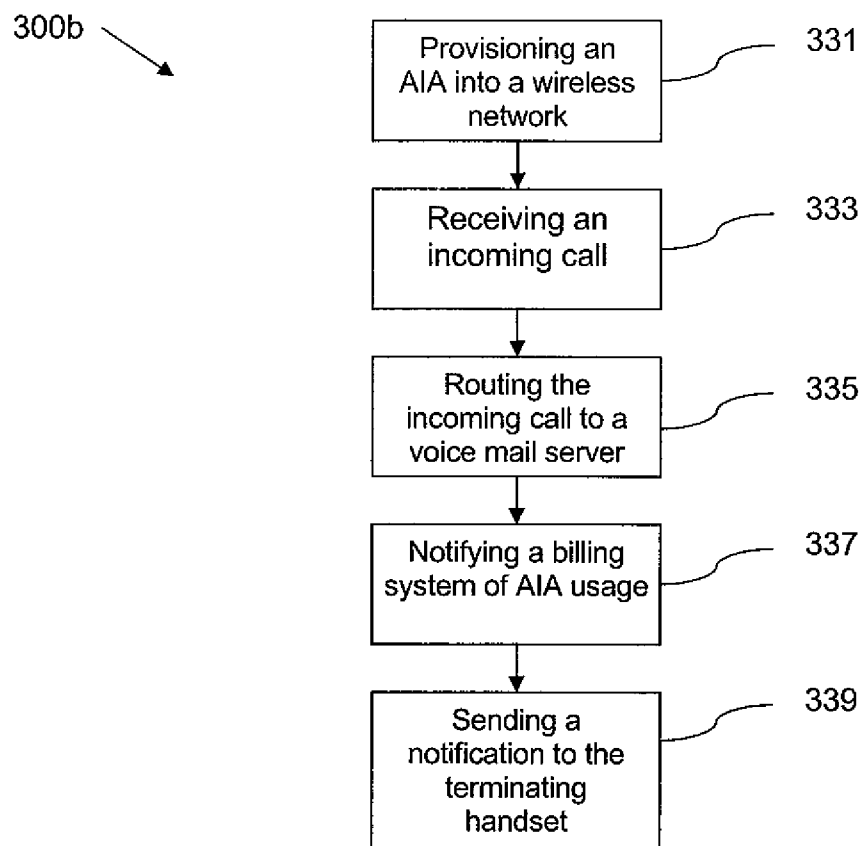 300b
Provisioning an
AIA into a wireless
network
331
Receiving an
incoming call
333
Routing the
incoming call to a
voice mail server
335
Notifying a billing
system of AIA usage
337
Sending a
notification to the
terminating
handset
339